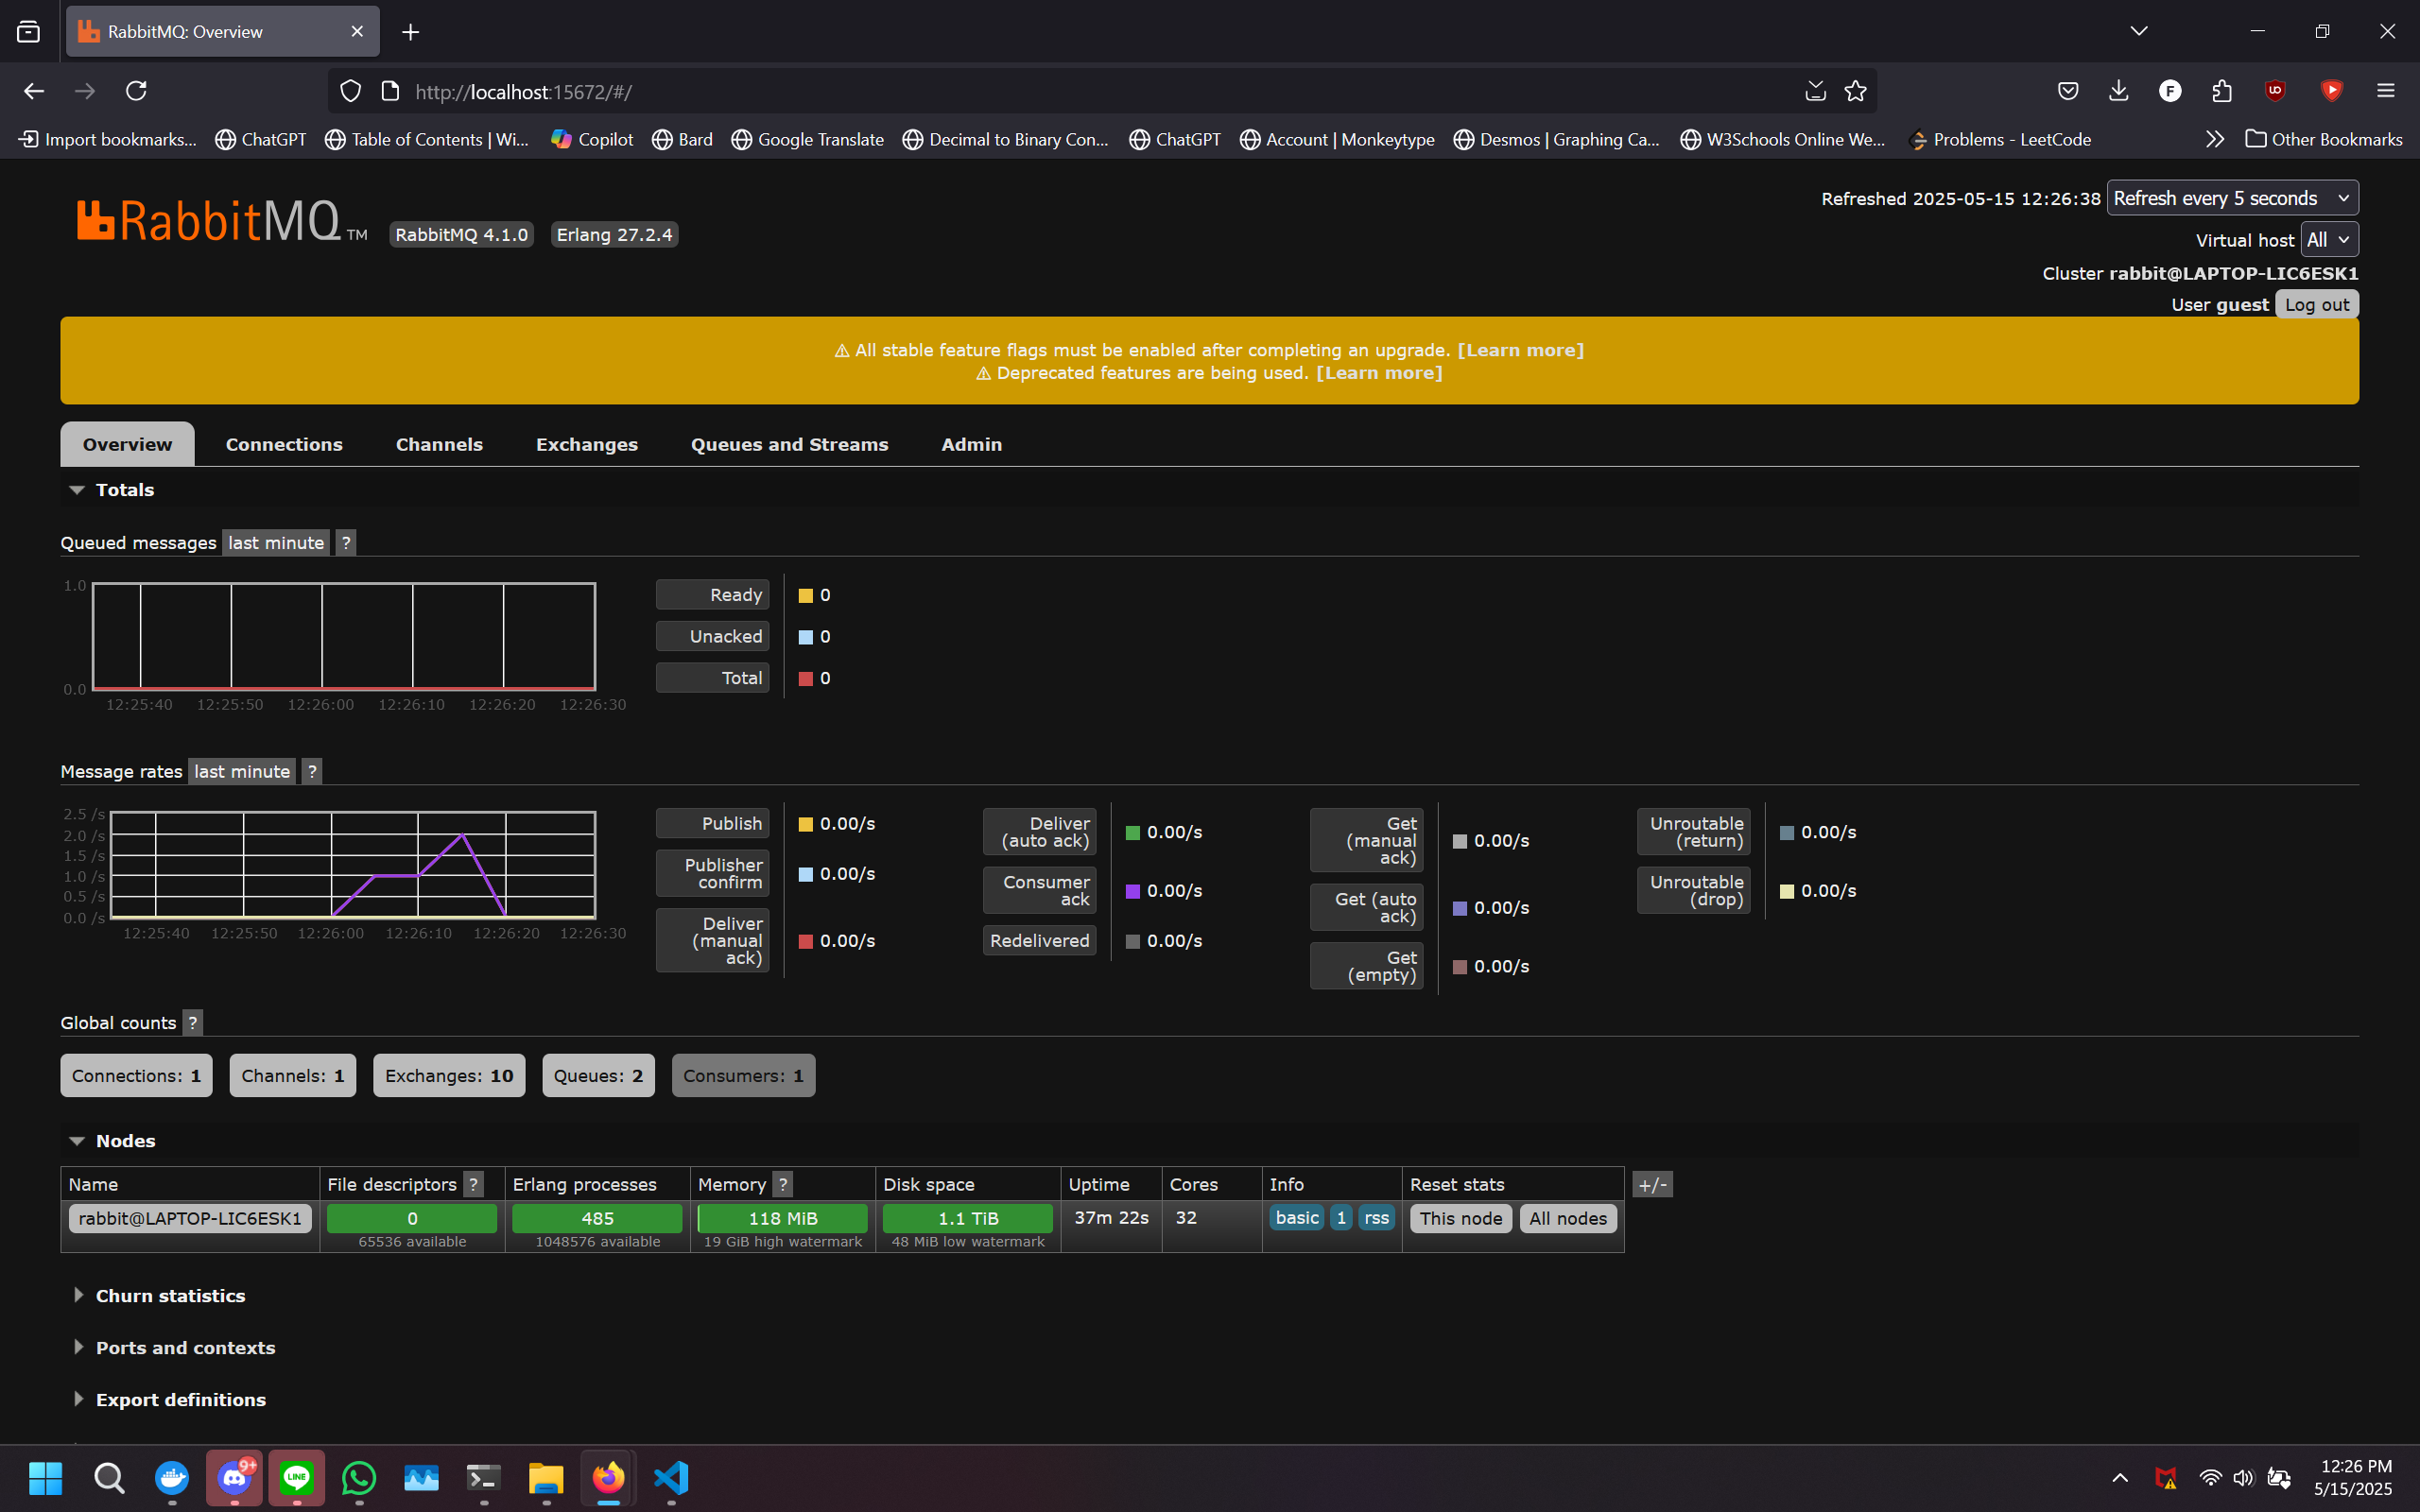 RabbitMQ: Overview
http://localhost:15672/#/
F
Import bookmarks... ChatGPT Table of Contents | Wi... Copilot Bard Google Translate Decimal to Binary Con... ChatGPT Account | Monkeytype Desmos | Graphing Ca... W3Schools Online We... Problems - LeetCode Other Bookmarks
RabbitMQ TM RabbitMQ 4.1.0 Erlang 27.2.4
Refreshed 2025-05-15 12:26:38 Refresh every 5 seconds
Virtual host All
Cluster rabbit@LAPTOP-LIC6ESK1
User guest Log out
⚠ All stable feature flags must be enabled after completing an upgrade. [Learn more]
⚠ Deprecated features are being used. [Learn more]
Overview Connections Channels Exchanges Queues and Streams Admin
Totals
Queued messages last minute ?
1.0
0.0
12:25:40 12:25:50 12:26:00 12:26:10 12:26:20 12:26:30
Ready 0
Unacked 0
Total 0
Message rates last minute ?
2.5 /s
2.0 /s
1.5 /s
1.0 /s
0.5 /s
0.0 /s
12:25:40 12:25:50 12:26:00 12:26:10 12:26:20 12:26:30
Publish 0.00/s
Publisher
confirm 0.00/s
Deliver
(manual
ack) 0.00/s
Deliver
(auto ack) 0.00/s
Consumer
ack 0.00/s
Redelivered 0.00/s
Get
(manual
ack) 0.00/s
Get (auto
ack) 0.00/s
Get
(empty) 0.00/s
Unroutable
(return) 0.00/s
Unroutable
(drop) 0.00/s
Global counts ?
Connections: 1 Channels: 1 Exchanges: 10 Queues: 2 Consumers: 1
Nodes
Name File descriptors ? Erlang processes Memory ? Disk space Uptime Cores Info Reset stats +/-
rabbit@LAPTOP-LIC6ESK1 0 485 118 MiB 1.1 TiB 37m 22s 32 basic 1 rss This node All nodes
65536 available 1048576 available 19 GiB high watermark 48 MiB low watermark
Churn statistics
Ports and contexts
Export definitions
9+
LINE
12:26 PM
5/15/2025